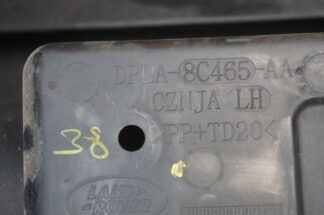 DPLA-8C465-AA
CZNJA LH
>PP+TD20<
38
LAND-
ROVER